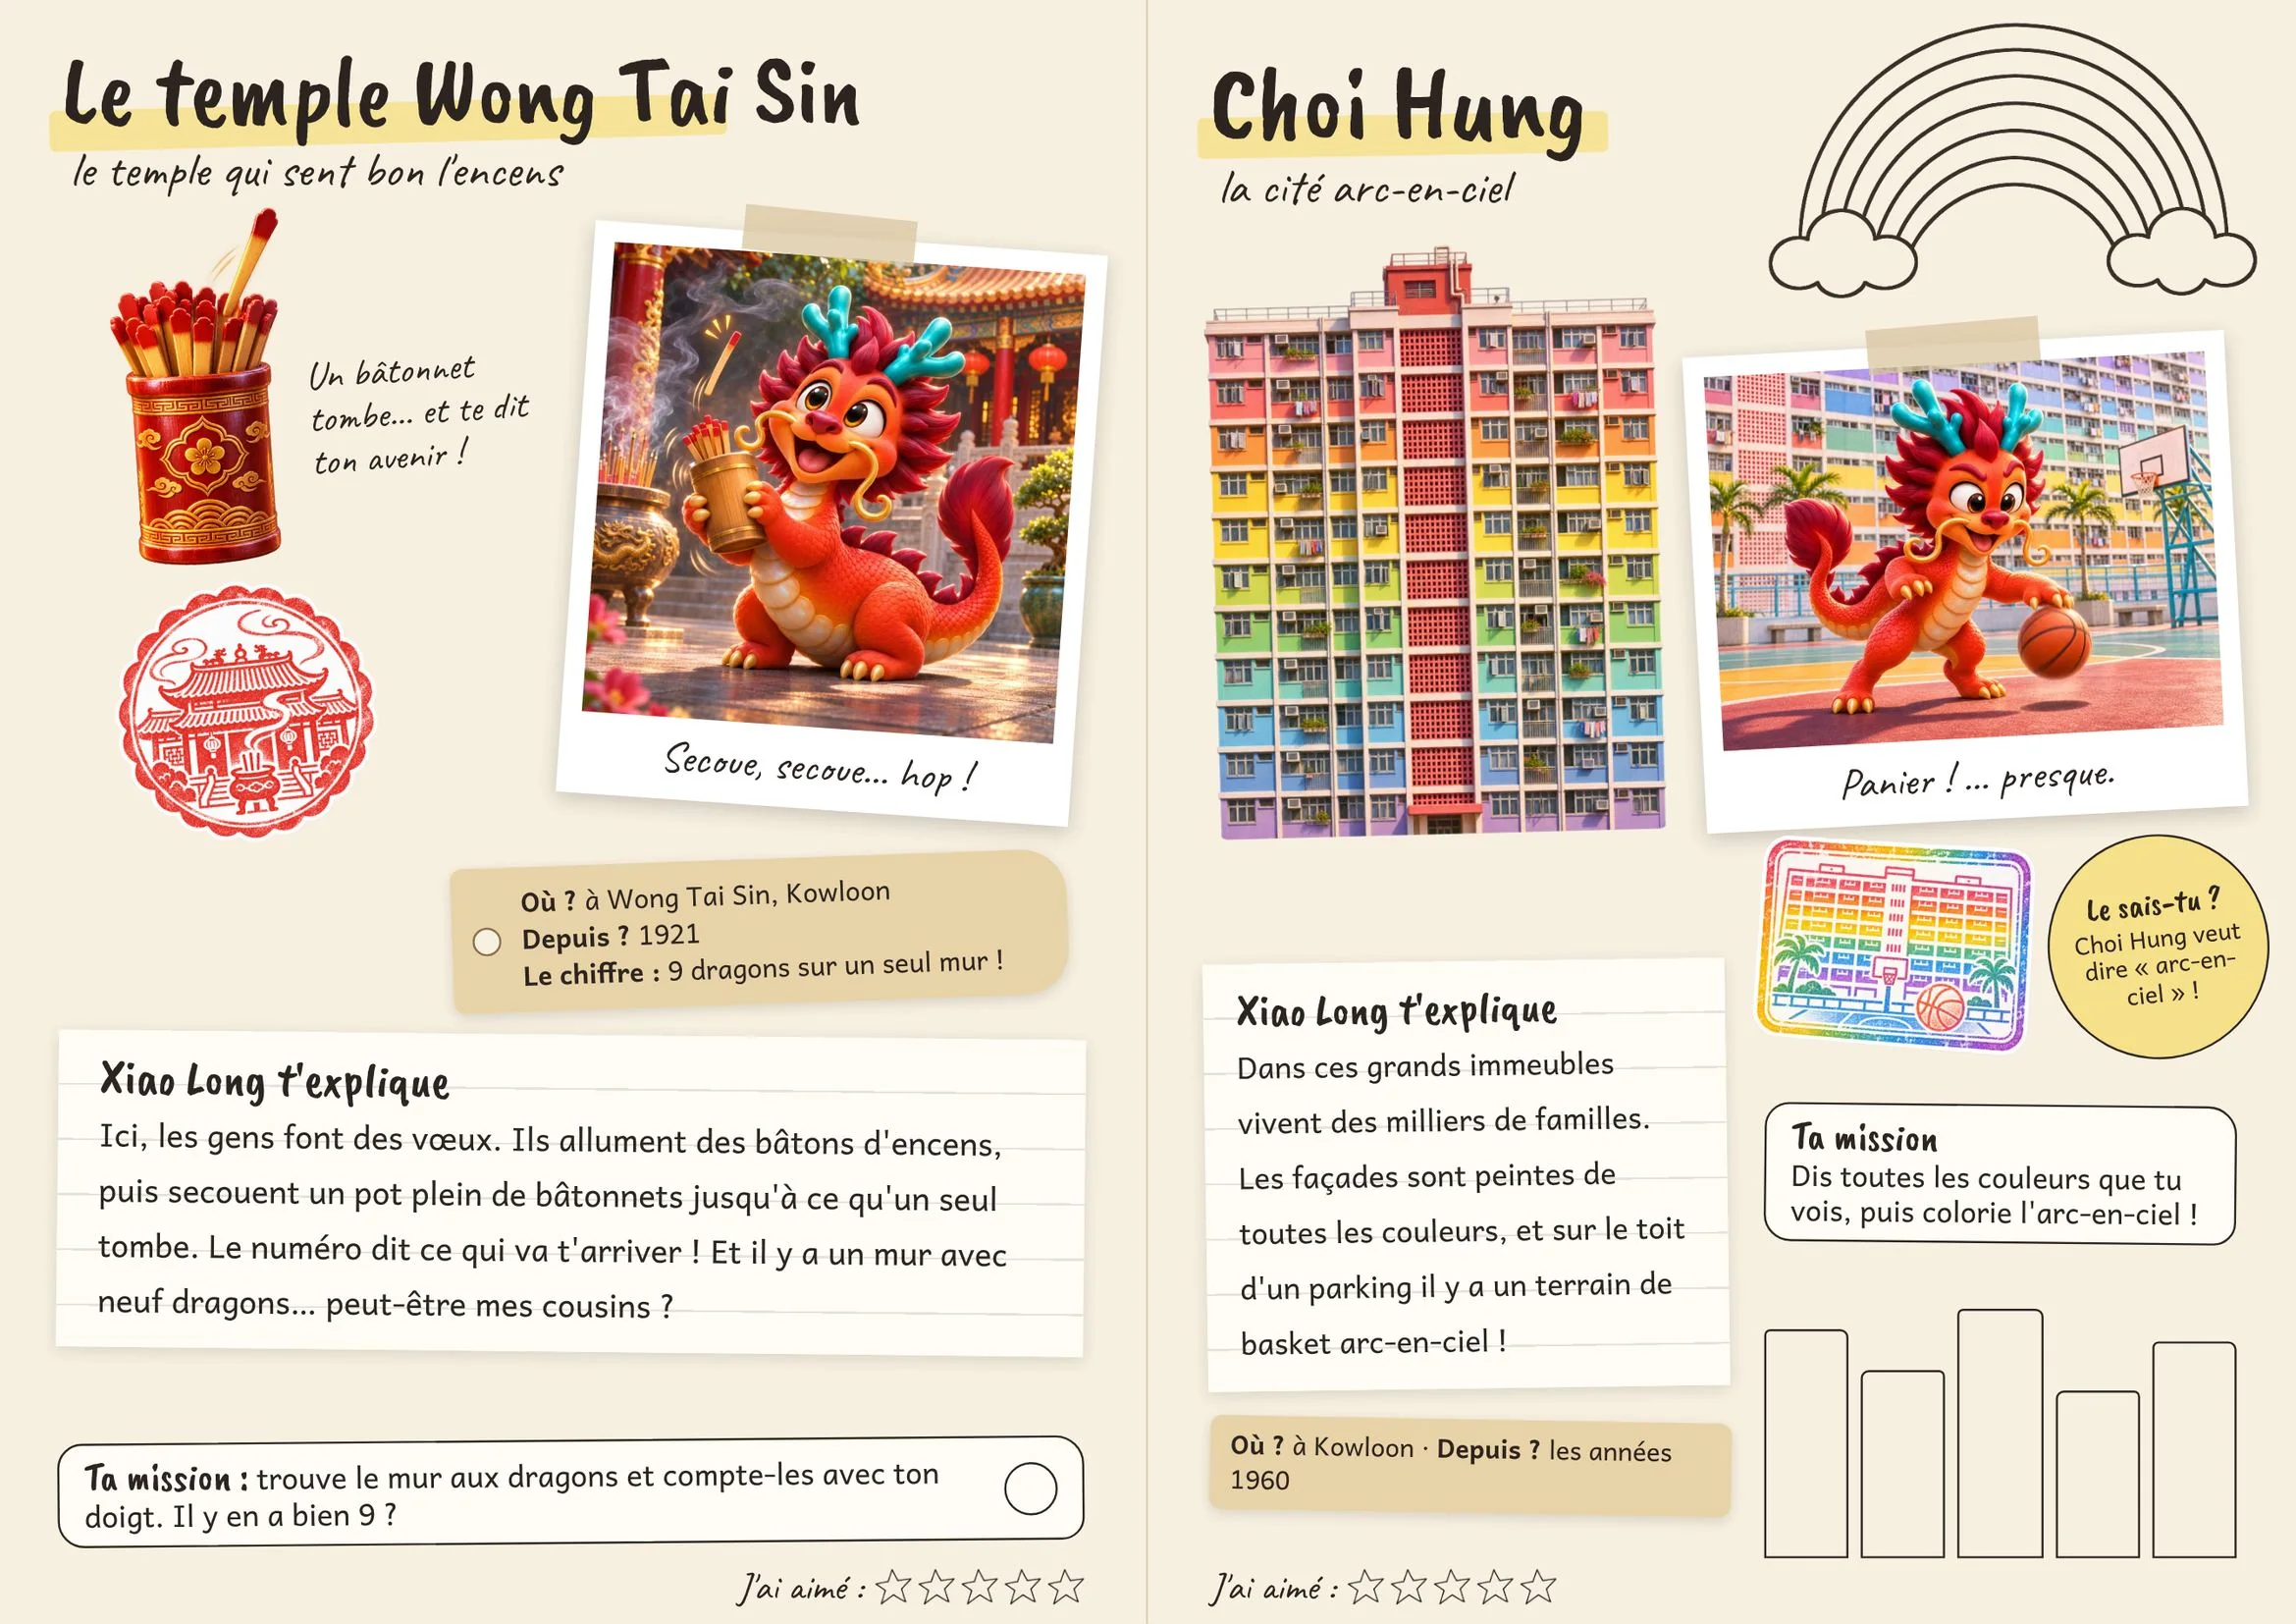 Le temple Wong Tai Sin
le temple qui sent bon l'encens
Un bâtonnet
tombe... et te dit
ton avenir !
Secoue, secoue... hop !
Où ? à Wong Tai Sin, Kowloon
Depuis ? 1921
Le chiffre : 9 dragons sur un seul mur !
Xiao Long t'explique
Ici, les gens font des vœux. Ils allument des bâtons d'encens,
puis secouent un pot plein de bâtonnets jusqu'à ce qu'un seul
tombe. Le numéro dit ce qui va t'arriver ! Et il y a un mur avec
neuf dragons... peut-être mes cousins ?
Ta mission : trouve le mur aux dragons et compte-les avec ton
doigt. Il y en a bien 9 ?
J'ai aimé :
Choi Hung
la cité arc-en-ciel
Panier ! ... presque.
Le sais-tu ?
Choi Hung veut
dire « arc-en-
ciel » !
Xiao Long t'explique
Dans ces grands immeubles
vivent des milliers de familles.
Les façades sont peintes de
toutes les couleurs, et sur le toit
d'un parking il y a un terrain de
basket arc-en-ciel !
Ta mission
Dis toutes les couleurs que tu
vois, puis colorie l'arc-en-ciel !
Où ? à Kowloon · Depuis ? les années
1960
J'ai aimé :